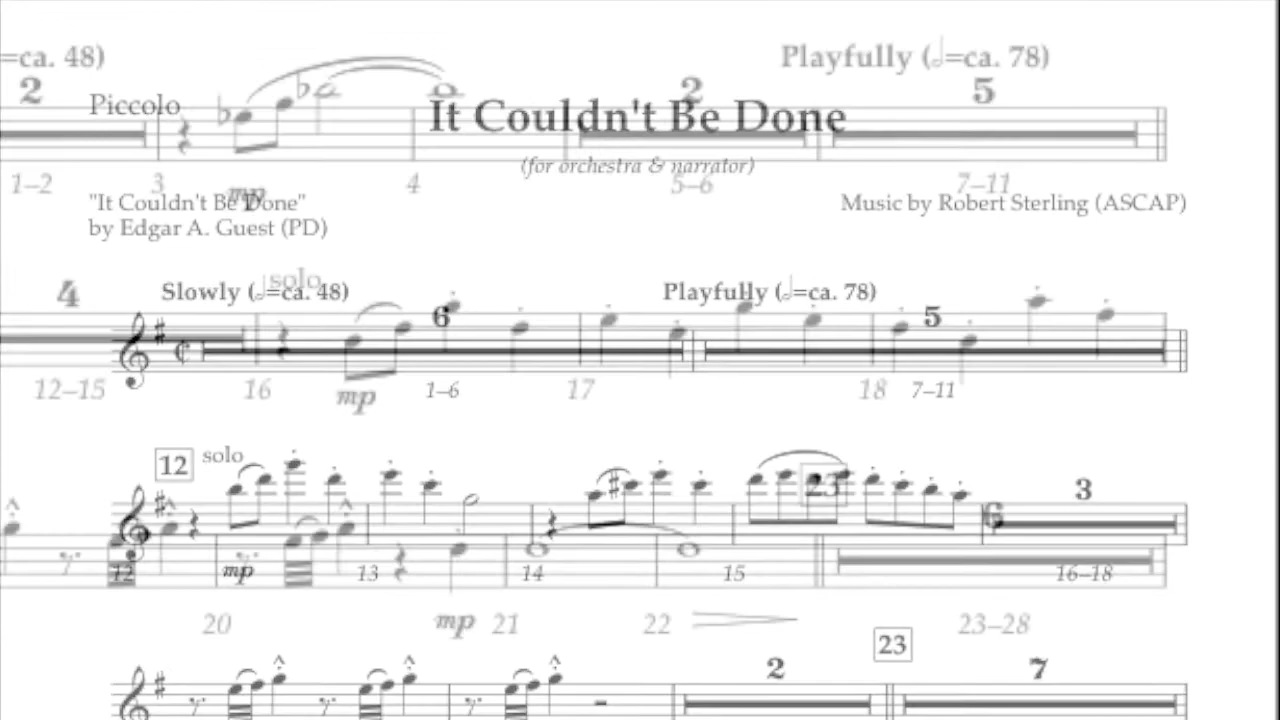 =ca. 48)
Playfully (𝅗𝅥=ca. 78)
2
2
5
Piccolo
It Couldn't Be Done
(for orchestra & narrator)
1–2
3
mp
4
5–6
7–11
"It Couldn't Be Done"
Music by Robert Sterling (ASCAP)
by Edgar A. Guest (PD)
solo
4
Slowly (𝅗𝅥=ca. 48)
Playfully (𝅗𝅥=ca. 78)
6
5
12–15
16
mp
1–6
17
18
7–11
12
solo
23
3
12
mp
13
14
15
16–18
20
mp
21
22
23–28
23
2
7